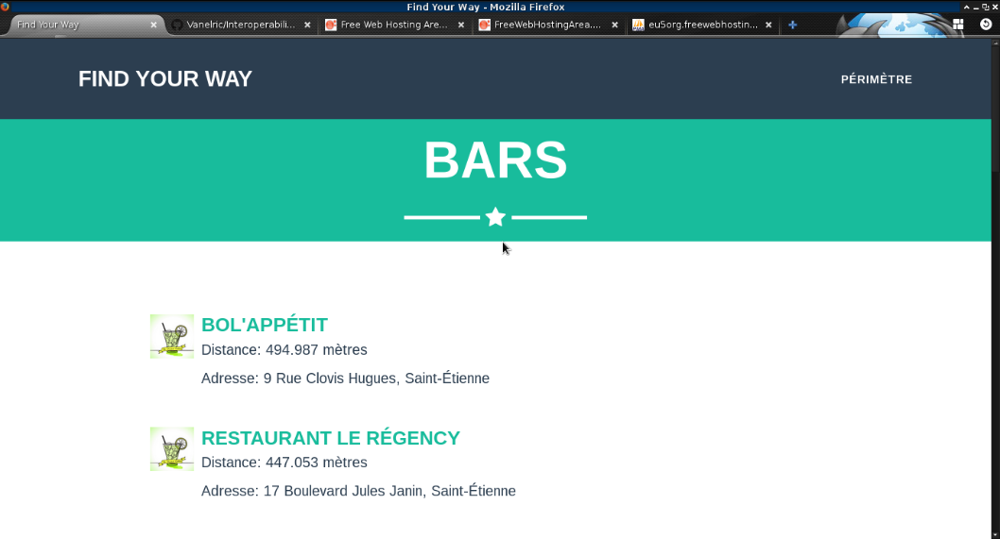 Find Your Way - Mozilla Firefox
Find Your Way
Vanelric/Interoperabili...
Free Web Hosting Are...
FreeWebHostingArea....
eu5org.freewebhostin...
FIND YOUR WAY
PÉRIMÈTRE
BARS
BOL'APPÉTIT
Distance: 494.987 mètres
Adresse: 9 Rue Clovis Hugues, Saint-Étienne
RESTAURANT LE RÉGENCY
Distance: 447.053 mètres
Adresse: 17 Boulevard Jules Janin, Saint-Étienne